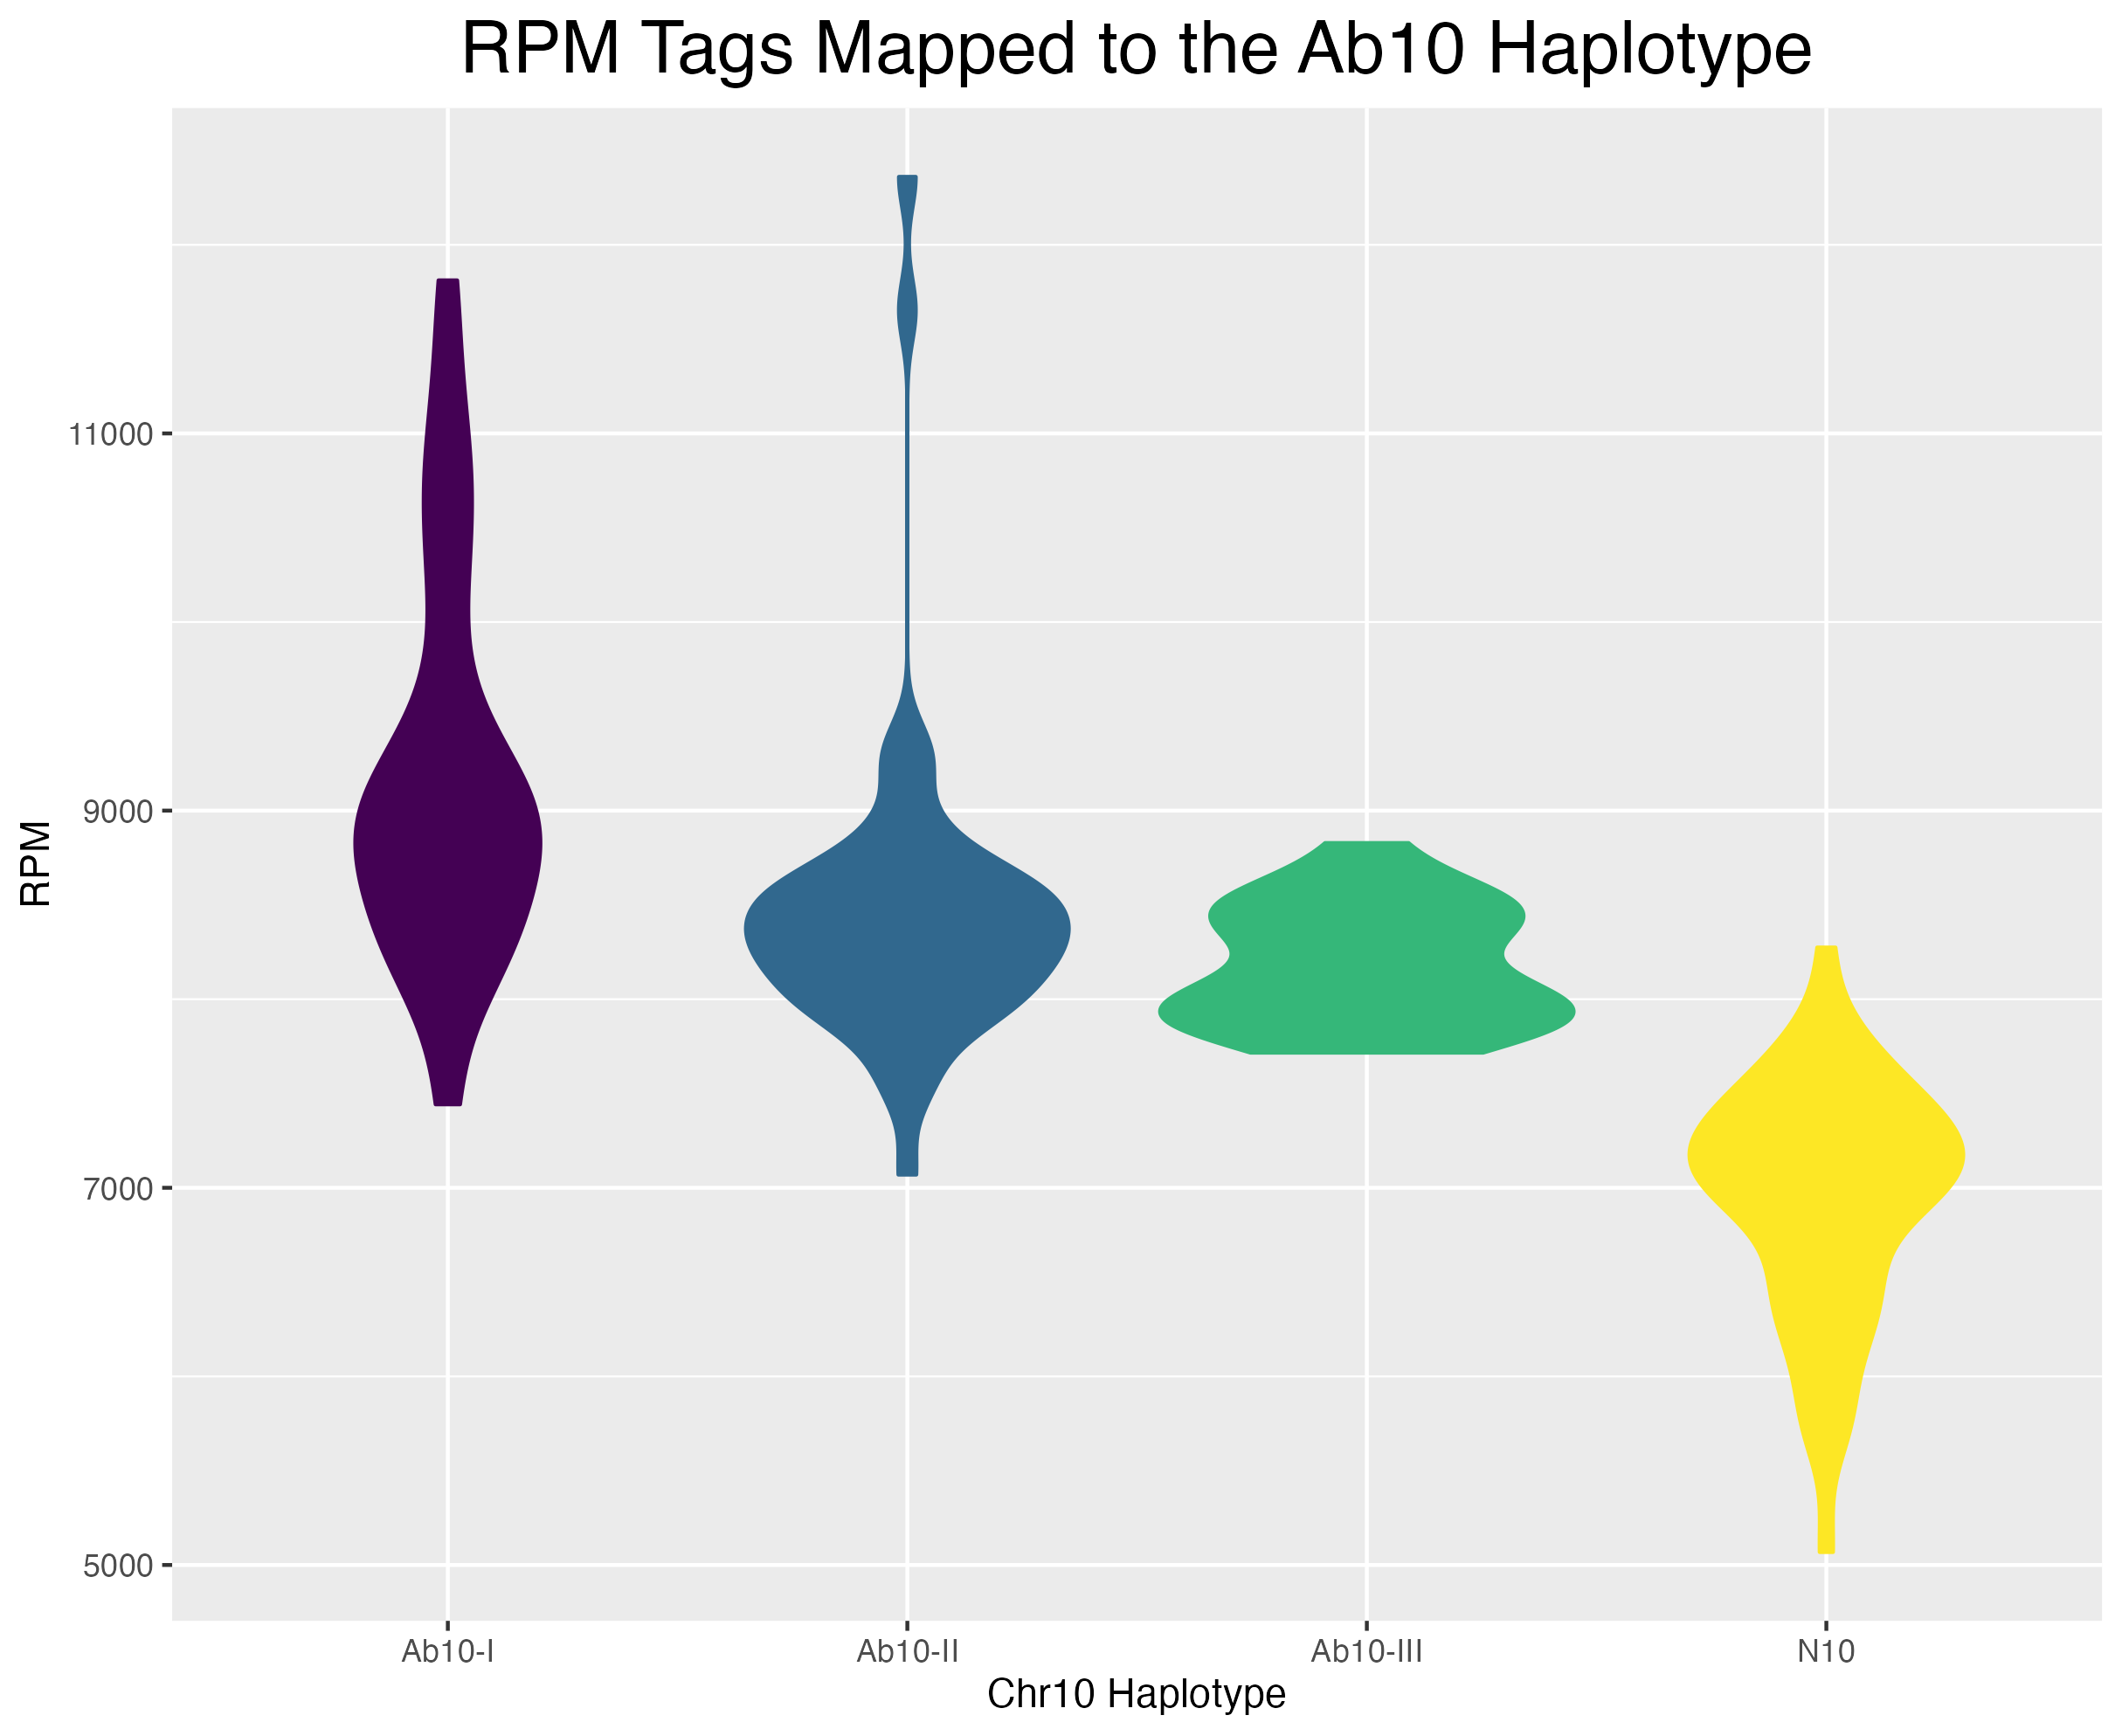 RPM Tags Mapped to the Ab10 Haplotype
RPM
11000
9000
7000
5000
Ab10-I Ab10-II Ab10-III N10
Chr10 Haplotype